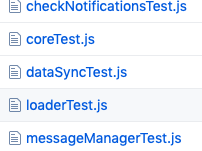 checkNotificationsTest.js
coreTest.js
dataSyncTest.js
loaderTest.js
messageManagerTest.js